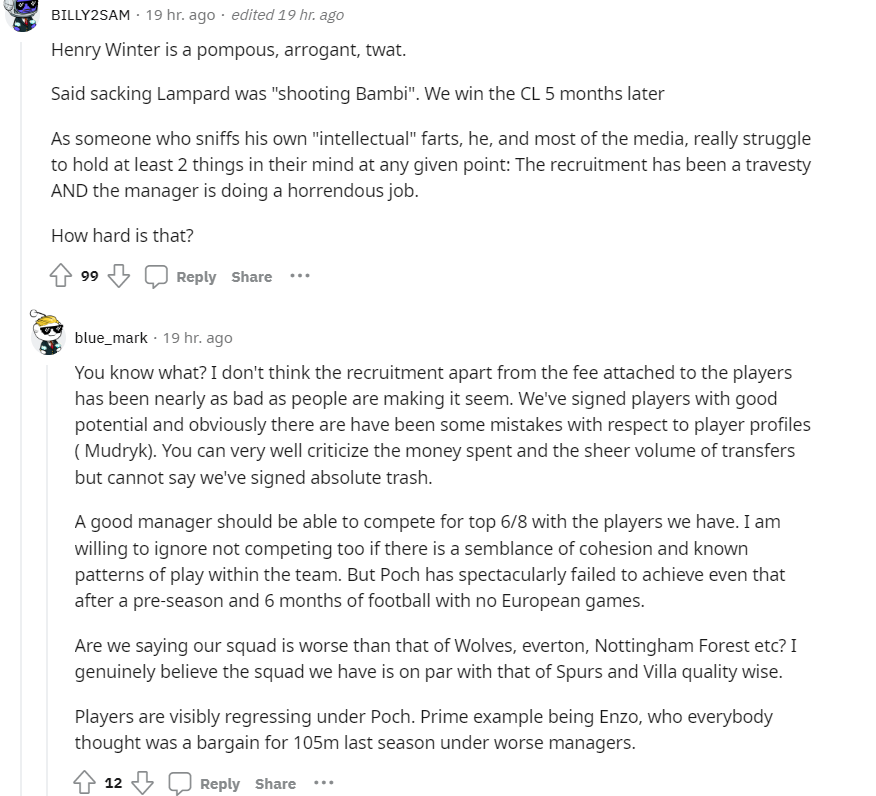 BILLY2SAM · 19 hr. ago · edited 19 hr. ago
Henry Winter is a pompous, arrogant, twat.
Said sacking Lampard was "shooting Bambi". We win the CL 5 months later
As someone who sniffs his own "intellectual" farts, he, and most of the media, really struggle
to hold at least 2 things in their mind at any given point: The recruitment has been a travesty
AND the manager is doing a horrendous job.
How hard is that?
99 Reply Share ···
blue_mark · 19 hr. ago
You know what? I don't think the recruitment apart from the fee attached to the players
has been nearly as bad as people are making it seem. We've signed players with good
potential and obviously there are have been some mistakes with respect to player profiles
( Mudryk). You can very well criticize the money spent and the sheer volume of transfers
but cannot say we've signed absolute trash.
A good manager should be able to compete for top 6/8 with the players we have. I am
willing to ignore not competing too if there is a semblance of cohesion and known
patterns of play within the team. But Poch has spectacularly failed to achieve even that
after a pre-season and 6 months of football with no European games.
Are we saying our squad is worse than that of Wolves, everton, Nottingham Forest etc? I
genuinely believe the squad we have is on par with that of Spurs and Villa quality wise.
Players are visibly regressing under Poch. Prime example being Enzo, who everybody
thought was a bargain for 105m last season under worse managers.
12 Reply Share ···